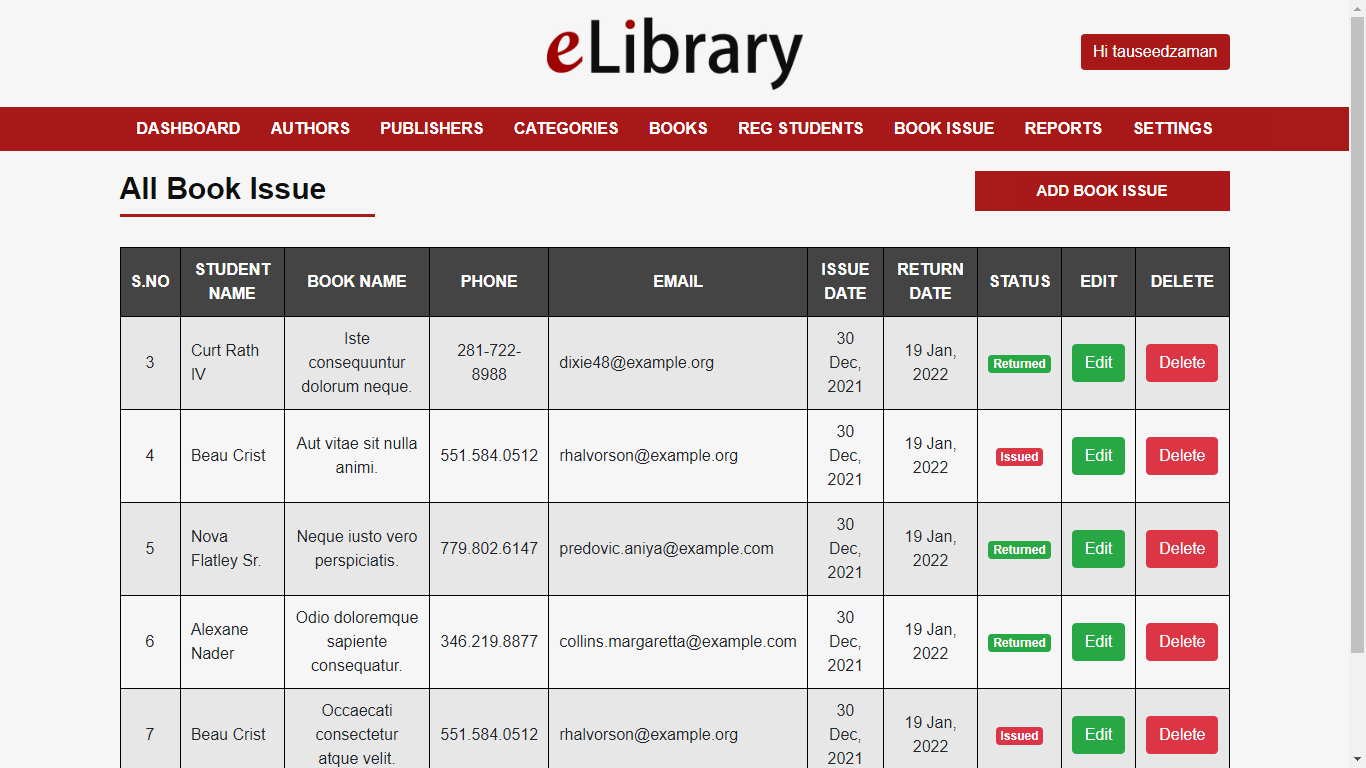 eLibrary
Hi tauseedzaman
DASHBOARD AUTHORS PUBLISHERS CATEGORIES BOOKS REG STUDENTS BOOK ISSUE REPORTS SETTINGS
All Book Issue
ADD BOOK ISSUE
S.NO STUDENT NAME BOOK NAME PHONE EMAIL ISSUE DATE RETURN DATE STATUS EDIT DELETE
3 Curt Rath IV Iste consequuntur dolorum neque. 281-722-8988 dixie48@example.org 30 Dec, 2021 19 Jan, 2022 Returned Edit Delete
4 Beau Crist Aut vitae sit nulla animi. 551.584.0512 rhalvorson@example.org 30 Dec, 2021 19 Jan, 2022 Issued Edit Delete
5 Nova Flatley Sr. Neque iusto vero perspiciatis. 779.802.6147 predovic.aniya@example.com 30 Dec, 2021 19 Jan, 2022 Returned Edit Delete
6 Alexane Nader Odio doloremque sapiente consequatur. 346.219.8877 collins.margaretta@example.com 30 Dec, 2021 19 Jan, 2022 Returned Edit Delete
7 Beau Crist Occaecati consectetur atque velit. 551.584.0512 rhalvorson@example.org 30 Dec, 2021 19 Jan, 2022 Issued Edit Delete